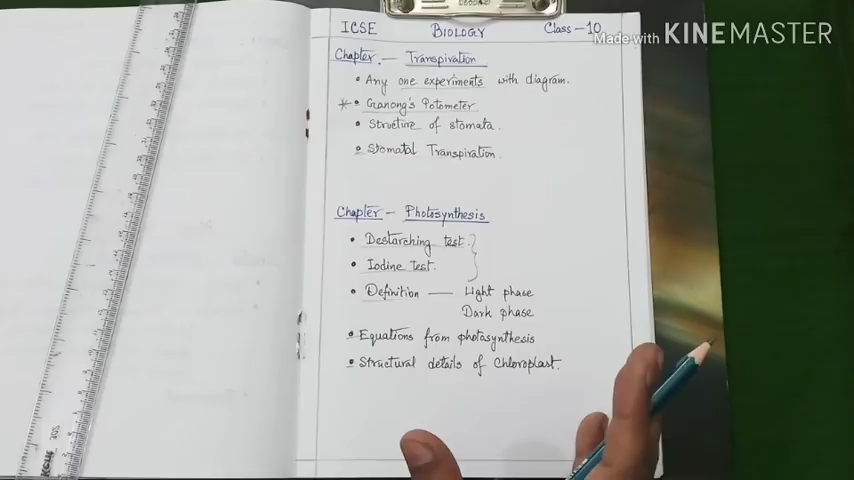 ICSE BIOLOGY Class - 10
Made with KINEMASTER
Chapter - Transpiration
• Any one experiments with diagram.
* • Ganong's Potometer
• Structure of stomata.
• Stomatal Transpiration.
Chapter - Photosynthesis
• Destarching test.
• Iodine test.
• Definition — Light phase
Dark phase
• Equations from photosynthesis
• Structural details of Chloroplast.